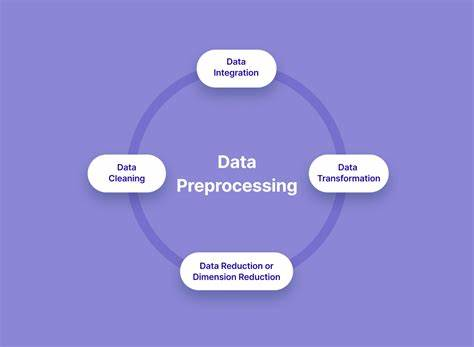 Data
Integration
Data
Cleaning
Data
Preprocessing
Data
Transformation
Data Reduction or
Dimension Reduction